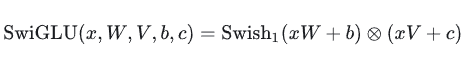 SwiGLU(x, W, V, b, c) = Swish₁(xW + b) ⊗ (xV + c)